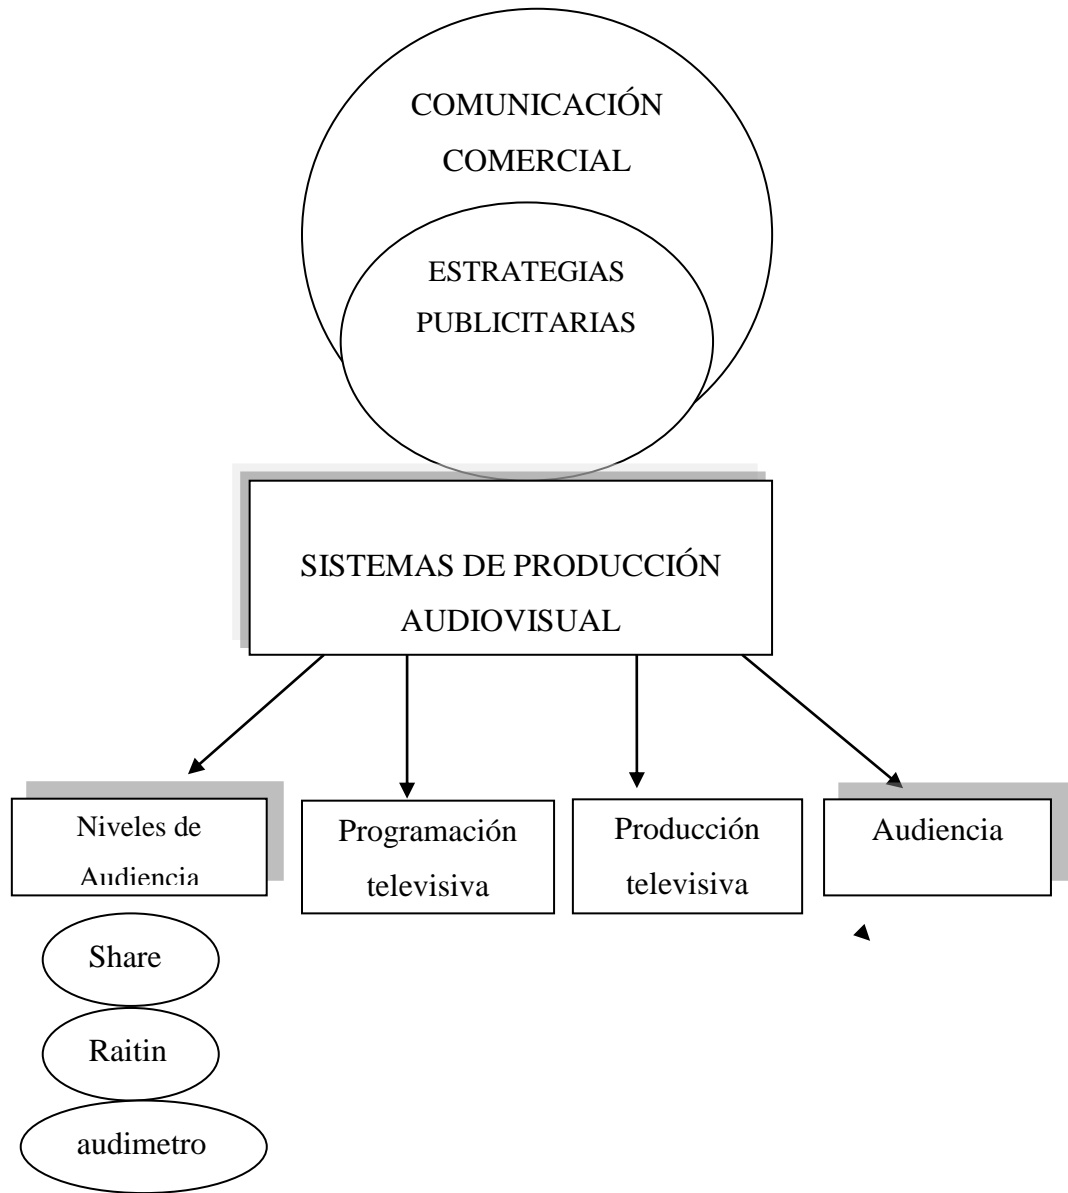 COMUNICACIÓN
COMERCIAL
ESTRATEGIAS
PUBLICITARIAS
SISTEMAS DE PRODUCCIÓN
AUDIOVISUAL
Niveles de
Audiencia
Programación
televisiva
Producción
televisiva
Audiencia
Share
Raitin
audimetro